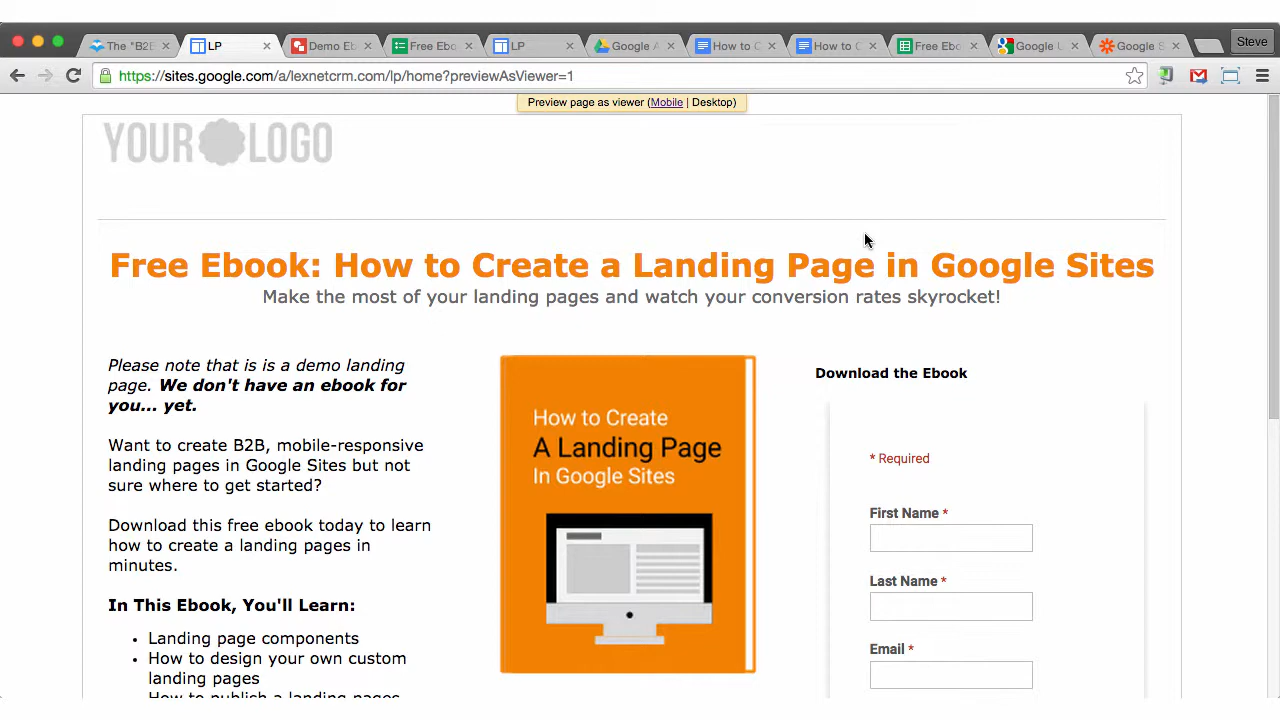 The "B2B
LP
Demo Eb
Free Ebo
LP
Google A
How to C
How to C
Free Ebo
Google U
Google S
Steve
https://sites.google.com/a/lexnetcrm.com/lp/home?previewAsViewer=1
Preview page as viewer (Mobile | Desktop)
YOUR LOGO
Free Ebook: How to Create a Landing Page in Google Sites
Make the most of your landing pages and watch your conversion rates skyrocket!
Please note that is is a demo landing
page. We don't have an ebook for
you... yet.
Want to create B2B, mobile-responsive
landing pages in Google Sites but not
sure where to get started?
Download this free ebook today to learn
how to create a landing pages in
minutes.
In This Ebook, You'll Learn:
• Landing page components
• How to design your own custom
landing pages
• How to publish a landing pages
How to Create
A Landing Page
In Google Sites
Download the Ebook
* Required
First Name *
Last Name *
Email *